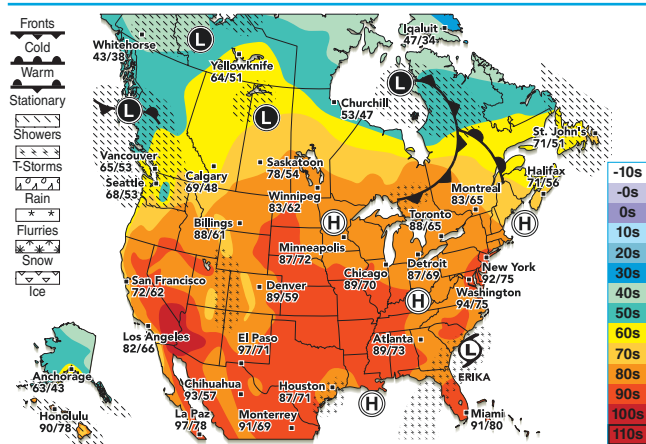 Fronts
Cold
Warm
Stationary
Showers
T-Storms
Rain
Flurries
Snow
Ice
L
Whitehorse
43/38
Yellowknife
64/51
Iqaluit
47/34
L
L
L
Churchill
53/47
St. John's
71/51
Vancouver
65/53
Seattle
68/53
Calgary
69/48
Saskatoon
78/54
Winnipeg
83/62
Halifax
71/56
Montreal
83/65
Billings
88/61
H
Toronto
88/65
H
Minneapolis
87/72
Chicago
89/70
Detroit
87/69
New York
92/75
Washington
94/75
San Francisco
72/62
Denver
89/59
H
Los Angeles
82/66
El Paso
97/71
Atlanta
89/73
L
ERIKA
Anchorage
63/43
Honolulu
90/78
Chihuahua
93/57
Houston
87/71
H
La Paz
97/78
Monterrey
91/69
Miami
91/80
-10s
-0s
0s
10s
20s
30s
40s
50s
60s
70s
80s
90s
100s
110s